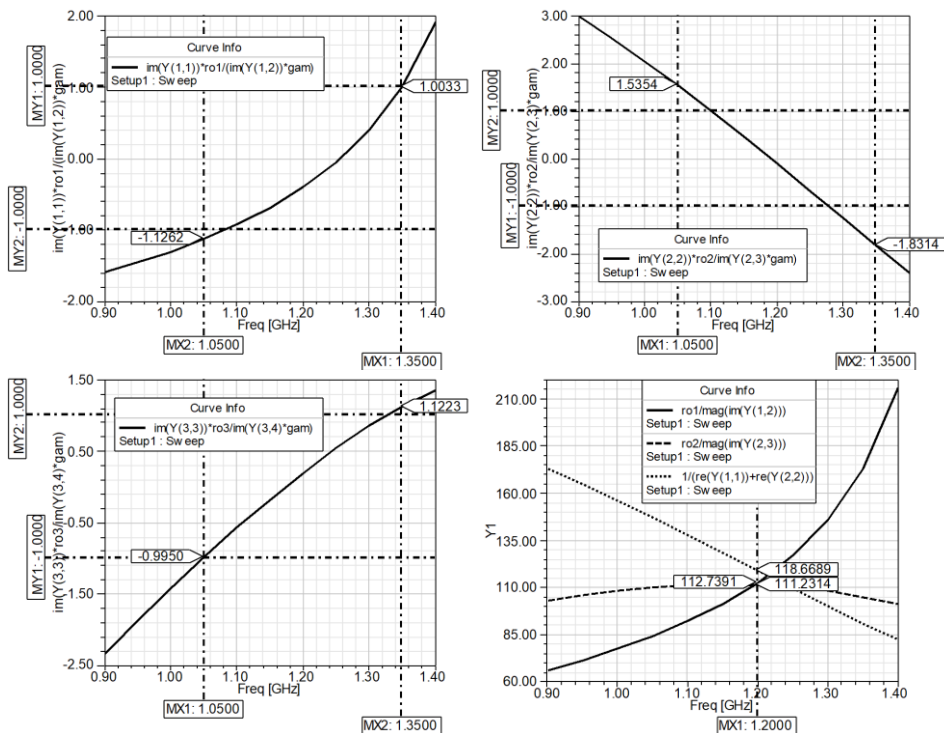 2.00
Curve Info
im(Y(1,1))*ro1/(im(Y(1,2))*gam)
Setup1 : Sweep
MY1: 1.0000
1.00
1.0033
im(Y(1,1))*ro1/(im(Y(1,2))*gam)
0.00
MY2: -1.0000
-1.00
-1.1262
-2.00
0.90
1.00
1.10
1.20
1.30
1.40
Freq [GHz]
MX2: 1.0500
MX1: 1.3500
3.00
2.00
1.5354
MY2: 1.0000
1.00
im(Y(2,2))*ro2/im(Y(2,3)*gam)
0.00
MY1: -1.0000
-1.00
Curve Info
im(Y(2,2))*ro2/im(Y(2,3)*gam)
Setup1 : Sweep
-1.8314
-2.00
-3.00
0.90
1.00
1.10
1.20
1.30
1.40
Freq [GHz]
MX1: 1.0500
MX2: 1.3500
1.50
Curve Info
im(Y(3,3))*ro3/im(Y(3,4)*gam)
Setup1 : Sweep
MY2: 1.0000
1.1223
0.50
im(Y(3,3))*ro3/im(Y(3,4)*gam)
-0.50
MY1: -1.0000
-0.9950
-1.50
-2.50
0.90
1.00
1.10
1.20
1.30
1.40
Freq [GHz]
MX1: 1.0500
MX2: 1.3500
210.00
Curve Info
ro1/mag(im(Y(1,2)))
Setup1 : Sweep
ro2/mag(im(Y(2,3)))
Setup1 : Sweep
1/(re(Y(1,1))+re(Y(2,2)))
Setup1 : Sweep
185.00
160.00
Y1
135.00
118.6689
112.7391
111.2314
110.00
85.00
60.00
0.90
1.00
1.10
1.20
1.30
1.40
Freq [GHz]
MX1: 1.2000